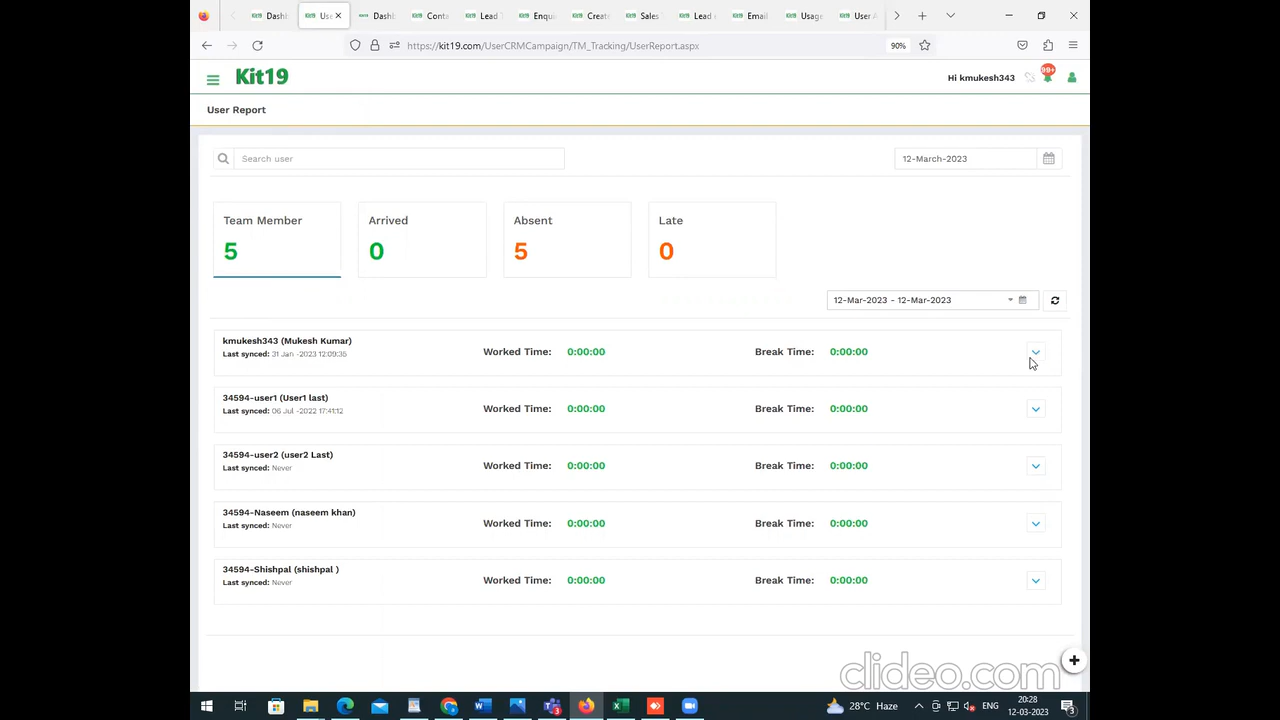 Dashb
Use
Dashb
Conta
Lead T
Enqu
Create
Sales T
Lead
Email
Usage
User A
https://kit19.com/UserCRMCampaign/TM_Tracking/UserReport.aspx
90%
Kit19
Hi kmukesh343
99+
User Report
Search user
12-March-2023
Team Member
5
Arrived
0
Absent
5
Late
0
12-Mar-2023 - 12-Mar-2023
kmukesh343 (Mukesh Kumar)
Last synced: 31 Jan -2023 12:09:35
Worked Time: 0:00:00
Break Time: 0:00:00
34594-user1 (User1 last)
Last synced: 06 Jul -2022 17:41:12
Worked Time: 0:00:00
Break Time: 0:00:00
34594-user2 (user2 Last)
Last synced: Never
Worked Time: 0:00:00
Break Time: 0:00:00
34594-Naseem (naseem khan)
Last synced: Never
Worked Time: 0:00:00
Break Time: 0:00:00
34594-Shishpal (shishpal )
Last synced: Never
Worked Time: 0:00:00
Break Time: 0:00:00
clideo.com
28°C Haze
ENG
20:28
12-03-2023